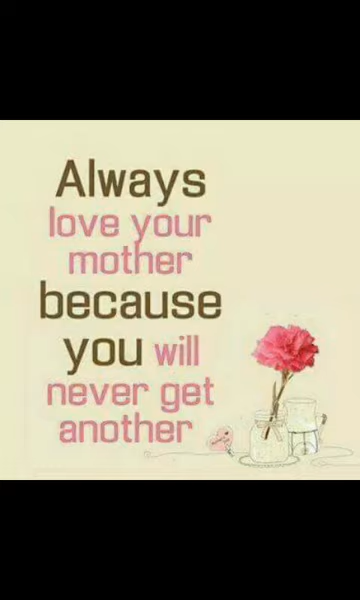 Always
love your
mother
because
you will
never get
another